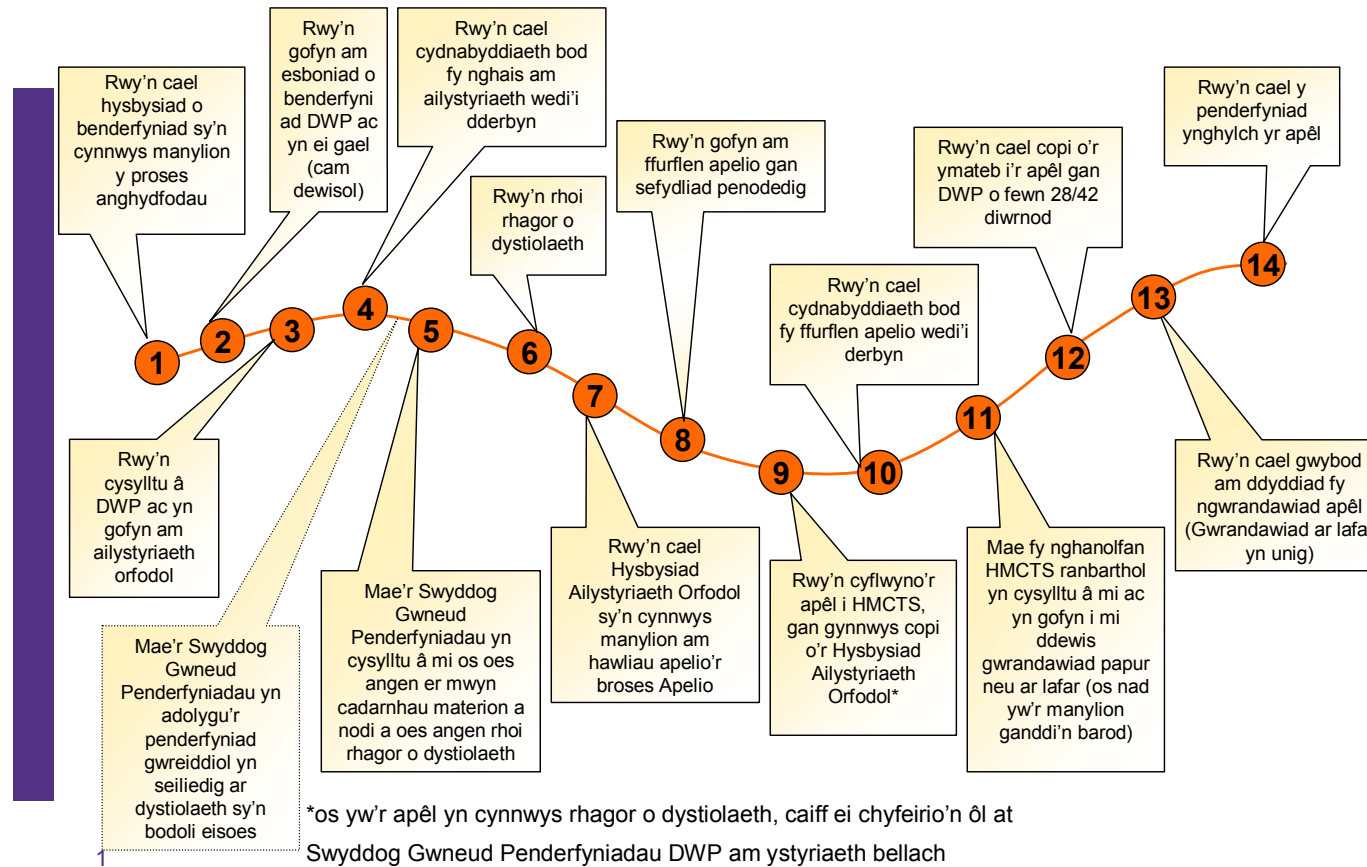 Rwy'n cael
hysbysiad o
benderfyniad sy'n
cynnwys manylion
y proses
anghydfodau
1
Rwy'n
gofyn am
esboniad o
benderfyni
ad DWP ac
yn ei gael
(cam
dewisol)
2
Rwy'n
cysylltu â
DWP ac yn
gofyn am
ailystyriaeth
orfodol
3
Rwy'n cael
cydnabyddiaeth bod
fy nghais am
ailystyriaeth wedi'i
dderbyn
4
Mae'r Swyddog
Gwneud
Penderfyniadau yn
adolygu'r
penderfyniad
gwreiddiol yn
seiliedig ar
dystiolaeth sy'n
bodoli eisoes
Mae'r Swyddog
Gwneud
Penderfyniadau yn
cysylltu â mi os oes
angen er mwyn
cadarnhau materion a
nodi a oes angen rhoi
rhagor o dystiolaeth
5
Rwy'n rhoi
rhagor o
dystiolaeth
6
Rwy'n cael
Hysbysiad
Ailystyriaeth Orfodol
sy'n cynnwys
manylion am
hawliau apelio'r
broses Apelio
7
Rwy'n gofyn am
ffurflen apelio gan
sefydliad penodedig
8
Rwy'n cyflwyno'r
apêl i HMCTS,
gan gynnwys copi
o'r Hysbysiad
Ailystyriaeth
Orfodol*
9
Rwy'n cael
cydnabyddiaeth bod
fy ffurflen apelio wedi'i
derbyn
10
Mae fy nghanolfan
HMCTS ranbarthol
yn cysylltu â mi ac
yn gofyn i mi
ddewis
gwrandawiad papur
neu ar lafar (os nad
yw'r manylion
ganddi'n barod)
11
Rwy'n cael copi o'r
ymateb i'r apêl gan
DWP o fewn 28/42
diwrnod
12
Rwy'n cael gwybod
am ddyddiad fy
ngwrandawiad apêl
(Gwrandawiad ar lafa
yn unig)
13
Rwy'n cael y
penderfyniad
ynghylch yr apêl
14
*os yw'r apêl yn cynnwys rhagor o dystiolaeth, caiff ei chyfeirio'n ôl at
Swyddog Gwneud Penderfyniadau DWP am ystyriaeth bellach
1